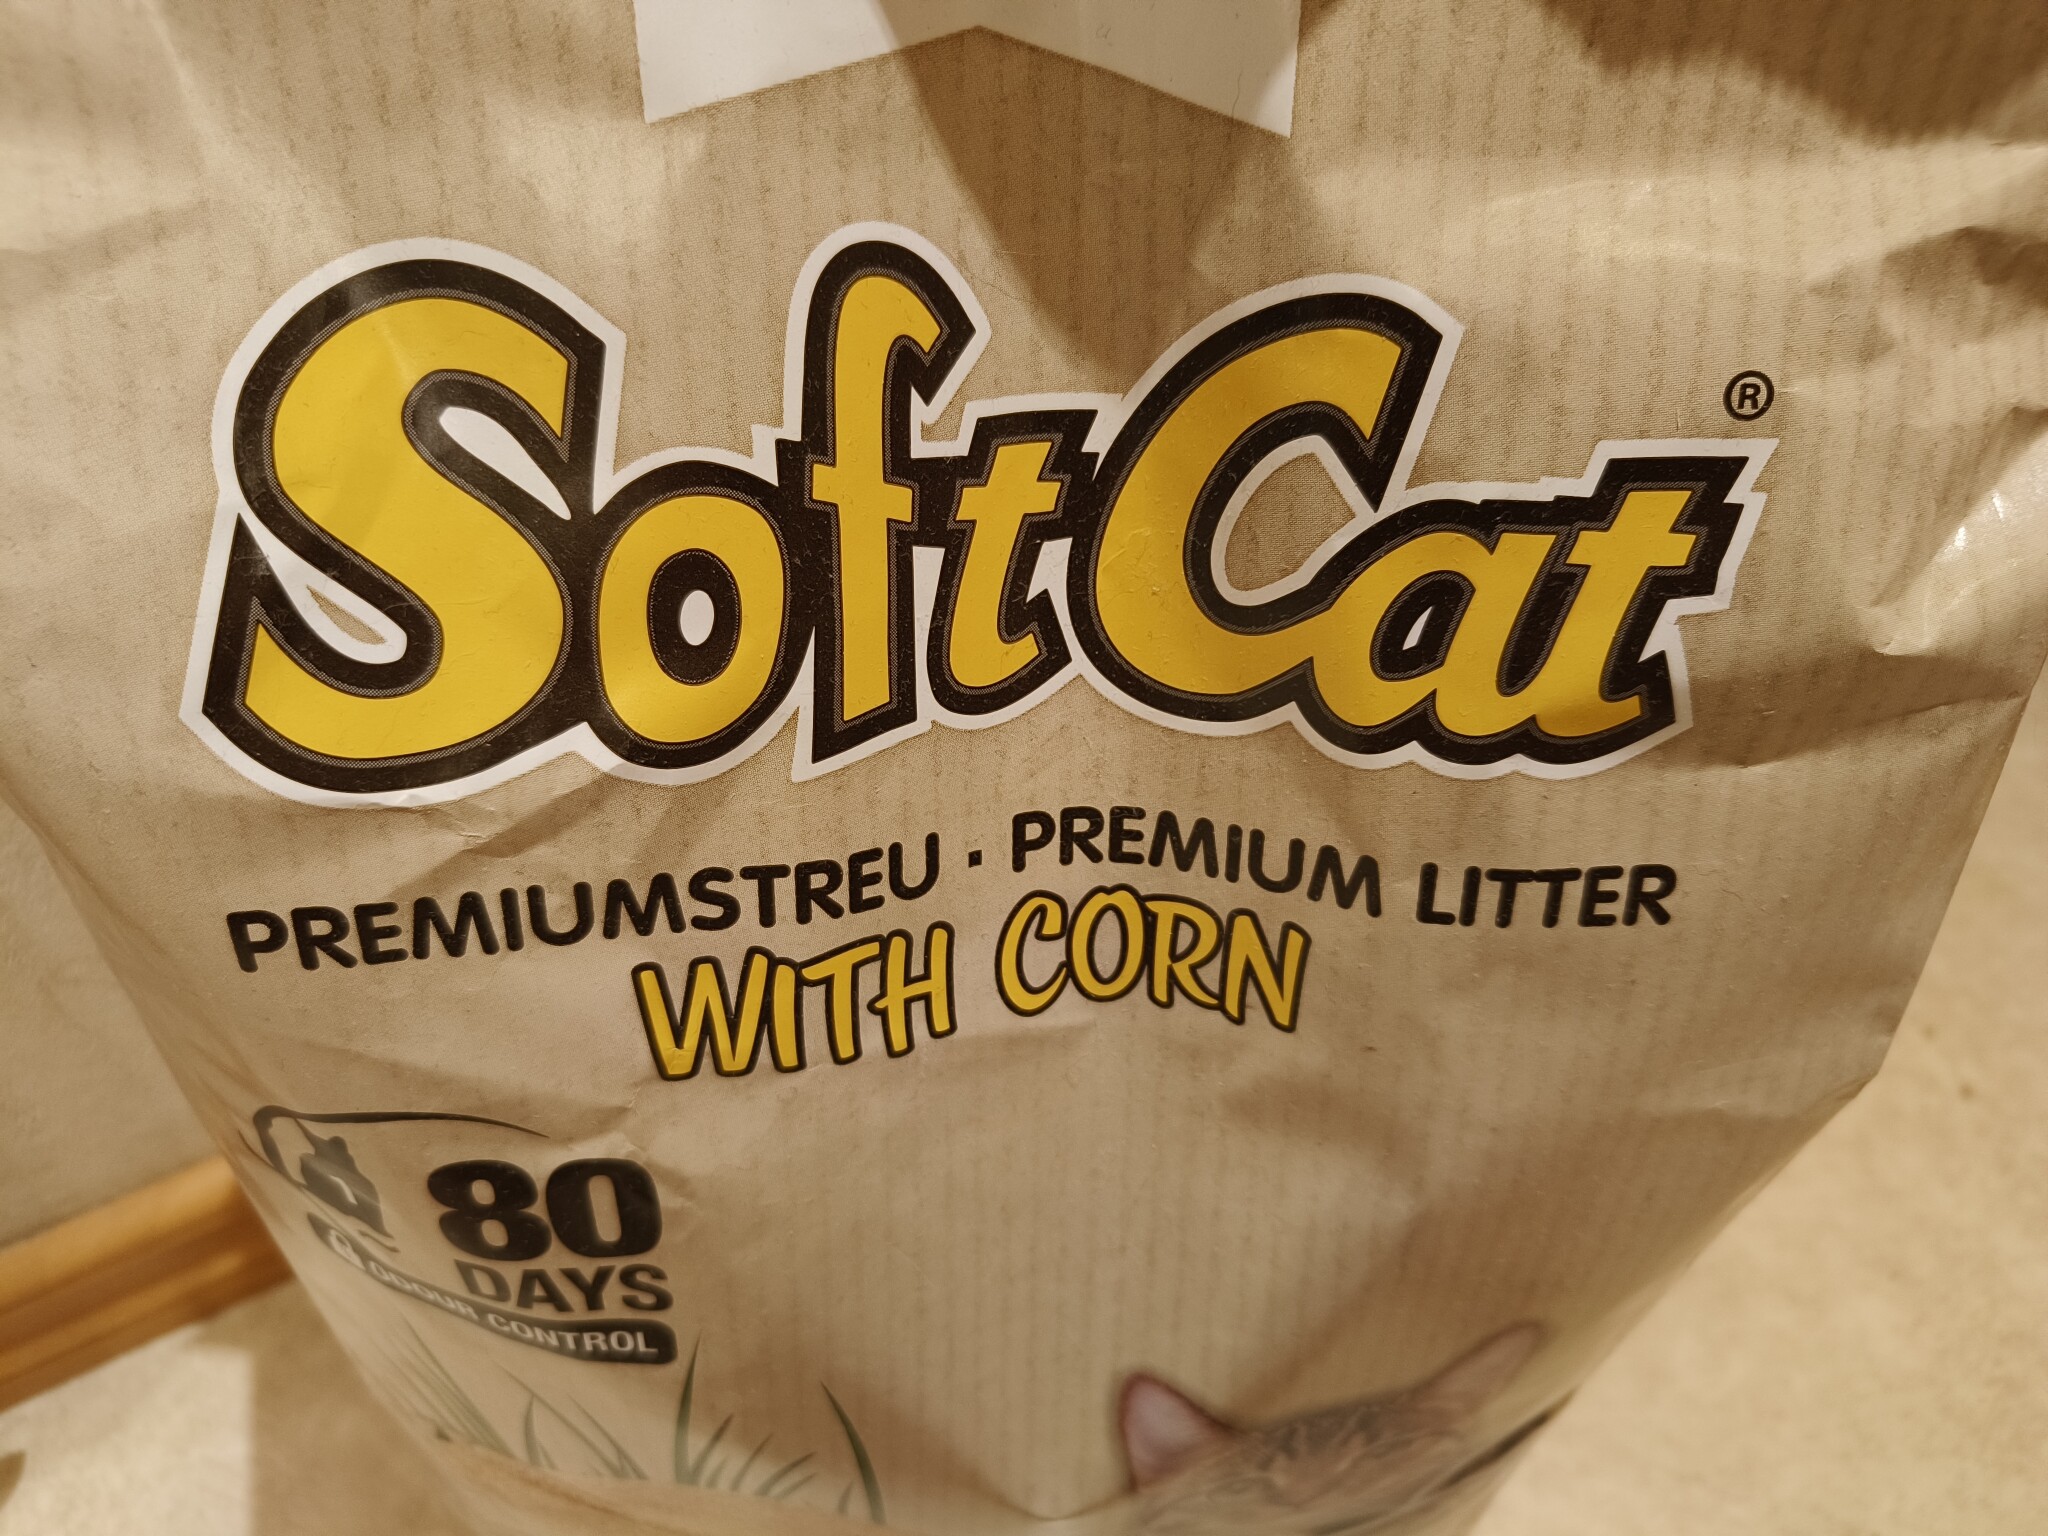 SoftCat®
PREMIUMSTREU · PREMIUM LITTER
WITH CORN
80
DAYS
ODOUR CONTROL